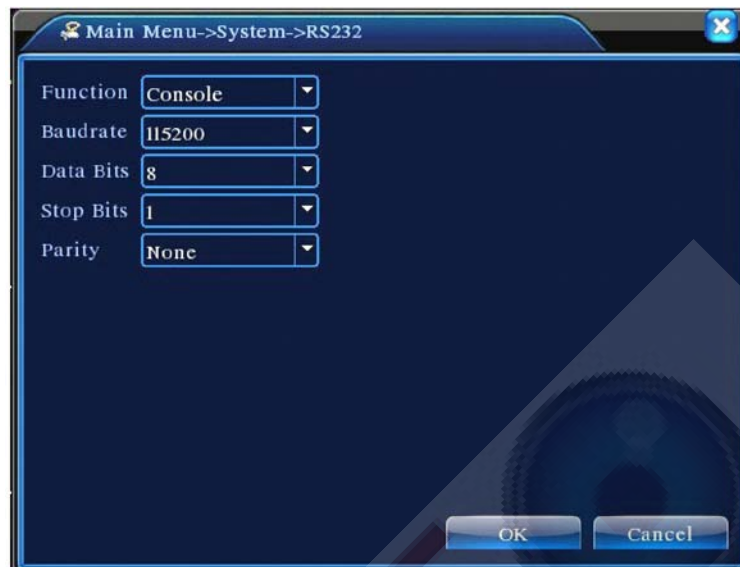 Main Menu->System->RS232
Function Console
Baudrate 115200
Data Bits 8
Stop Bits 1
Parity None
OK Cancel